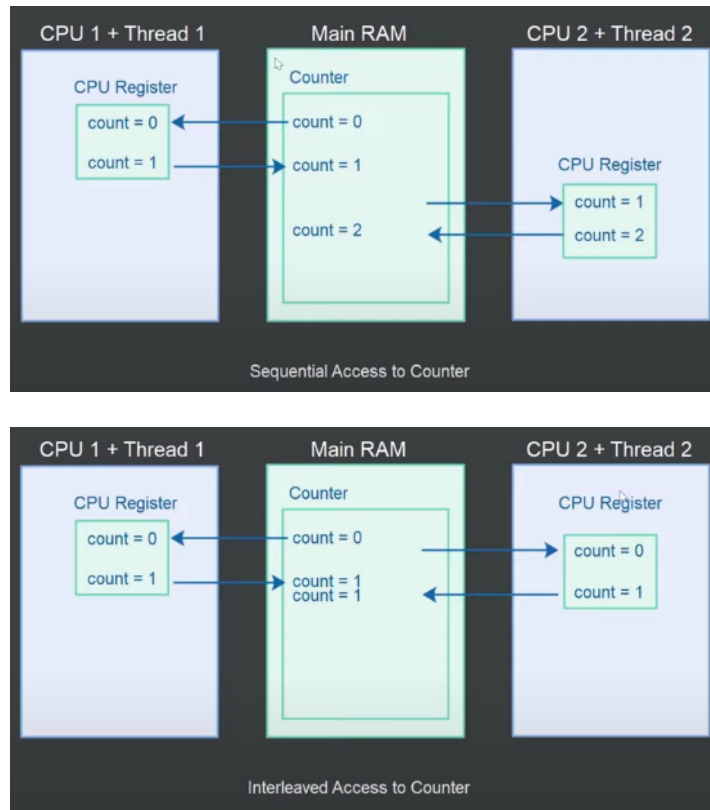 CPU 1 + Thread 1
Main RAM
CPU 2 + Thread 2
CPU Register
count = 0
count = 1
Counter
count = 0
count = 1
count = 2
CPU Register
count = 1
count = 2
Sequential Access to Counter
CPU 1 + Thread 1
Main RAM
CPU 2 + Thread 2
CPU Register
count = 0
count = 1
Counter
count = 0
count = 1
count = 1
CPU Register
count = 0
count = 1
Interleaved Access to Counter